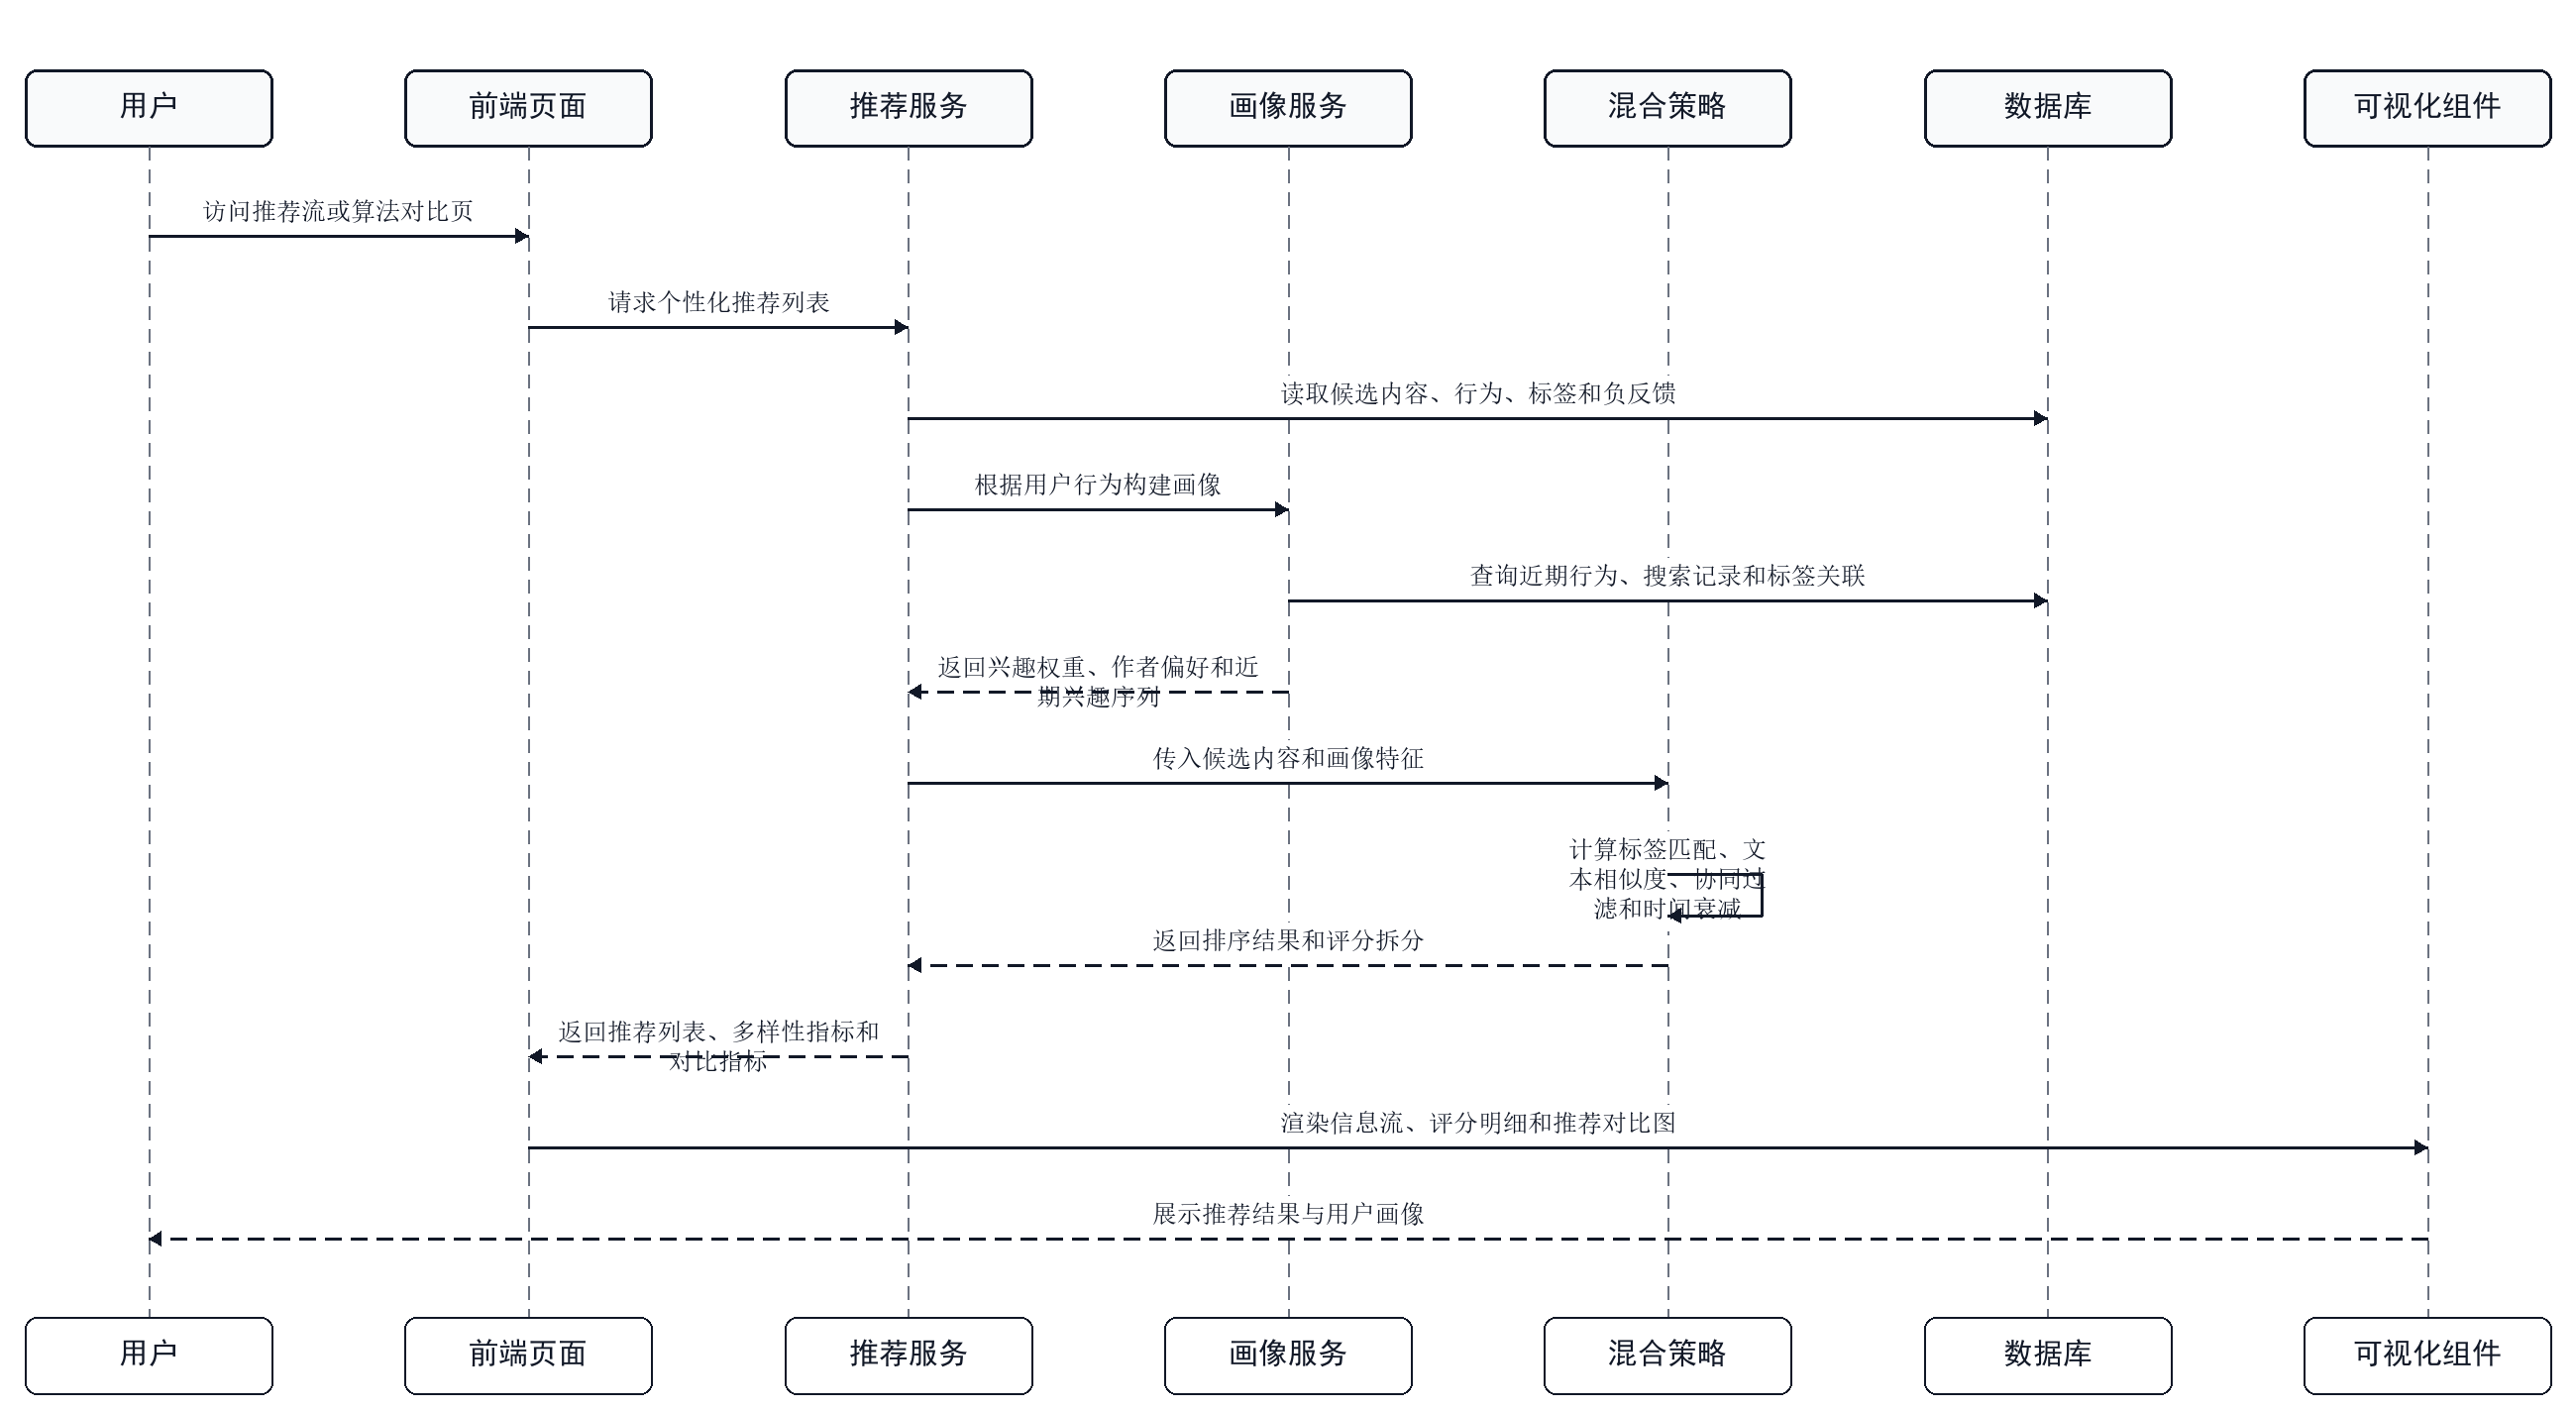 用户
前端页面
推荐服务
画像服务
混合策略
数据库
可视化组件
访问推荐流或算法对比页
请求个性化推荐列表
读取候选内容、行为、标签和负反馈
根据用户行为构建画像
查询近期行为、搜索记录和标签关联
返回兴趣权重、作者偏好和近
期兴趣序列
传入候选内容和画像特征
计算标签匹配、文
本相似度、协同过
滤和时间衰减
返回排序结果和评分拆分
返回推荐列表、多样性指标和
对比指标
渲染信息流、评分明细和推荐对比图
展示推荐结果与用户画像
用户
前端页面
推荐服务
画像服务
混合策略
数据库
可视化组件